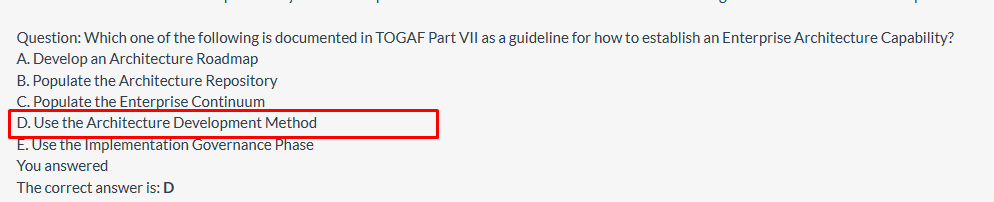 Question: Which one of the following is documented in TOGAF Part VII as a guideline for how to establish an Enterprise Architecture Capability?
A. Develop an Architecture Roadmap
B. Populate the Architecture Repository
C. Populate the Enterprise Continuum
D. Use the Architecture Development Method
E. Use the Implementation Governance Phase
You answered
The correct answer is: D